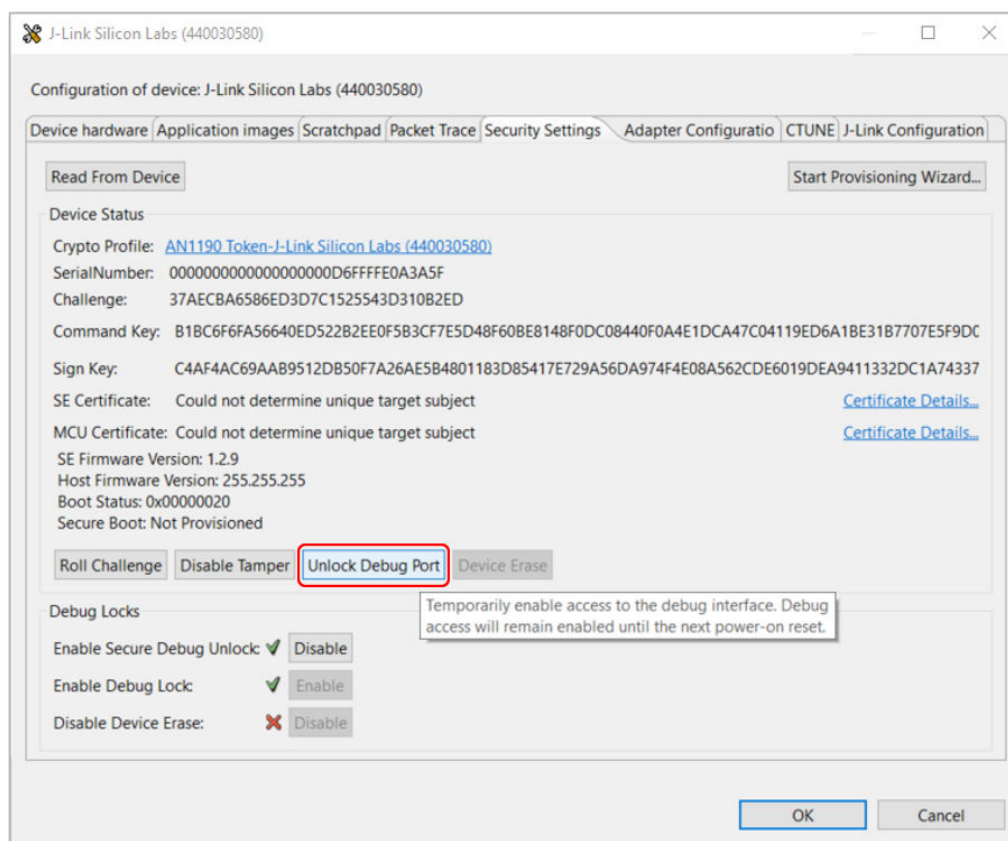 J-Link Silicon Labs (440030580)
Configuration of device: J-Link Silicon Labs (440030580)
Device hardware Application images Scratchpad Packet Trace Security Settings Adapter Configuratio CTUNE J-Link Configuration
Read From Device Start Provisioning Wizard...
Device Status
Crypto Profile: AN1190 Token-J-Link Silicon Labs (440030580)
SerialNumber: 0000000000000000000D6FFFFE0A3A5F
Challenge: 37AECBA6586ED3D7C1525543D310B2ED
Command Key: B1BC6F6FA56640ED522B2EE0F5B3CF7E5D48F60BE8148F0DC08440F0A4E1DCA47C04119ED6A1BE31B7707E5F9D0
Sign Key: C4AF4AC69AAB9512DB50F7A26AE5B4801183D85417E729A56DA974F4E08A562CDE6019DEA9411332DC1A74337
SE Certificate: Could not determine unique target subject Certificate Details...
MCU Certificate: Could not determine unique target subject Certificate Details...
SE Firmware Version: 1.2.9
Host Firmware Version: 255.255.255
Boot Status: 0x00000020
Secure Boot: Not Provisioned
Roll Challenge Disable Tamper Unlock Debug Port Device Erase
Temporarily enable access to the debug interface. Debug
access will remain enabled until the next power-on reset.
Debug Locks
Enable Secure Debug Unlock: Disable
Enable Debug Lock: Enable
Disable Device Erase: Disable
OK Cancel